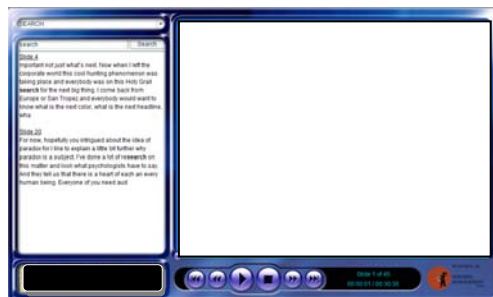 SEARCH
search Search
Slide 4
important not just what's next. Now when I left the
corporate world this cool hunting phenomenon was
taking place and everybody was on this Holy Grail
search for the next big thing. I come back from
Europe or San Tropez and everybody would want to
know what is the next color, what is the next headline,
wha
Slide 20
For now, hopefully you intrigued about the idea of
paradox for I like to explain a little bit further why
paradox is a subject. I've done a lot of research on
this matter and look what psychologists have to say.
And they tell us that there is a heart of each an every
human being. Everyone of you need aud
Slide 1 of 45
00:00:01 / 00:30:36